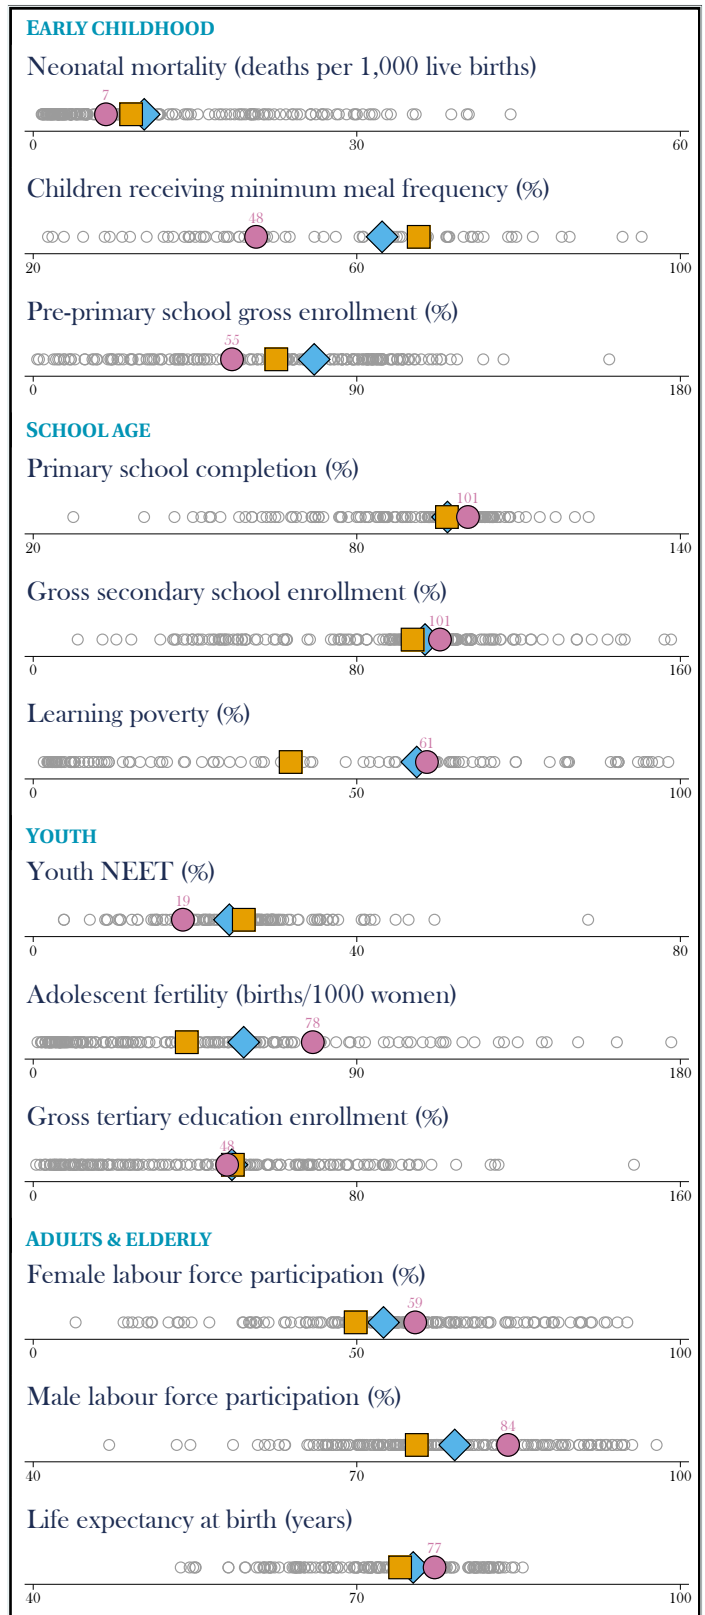 EARLY CHILDHOOD
Neonatal mortality (deaths per 1,000 live births)
7
0 30 60
Children receiving minimum meal frequency (%)
48
20 60 100
Pre-primary school gross enrollment (%)
55
0 90 180
SCHOOL AGE
Primary school completion (%)
101
20 80 140
Gross secondary school enrollment (%)
101
0 80 160
Learning poverty (%)
61
0 50 100
YOUTH
Youth NEET (%)
19
0 40 80
Adolescent fertility (births/1000 women)
78
0 90 180
Gross tertiary education enrollment (%)
48
0 80 160
ADULTS & ELDERLY
Female labour force participation (%)
59
0 50 100
Male labour force participation (%)
84
40 70 100
Life expectancy at birth (years)
77
40 70 100